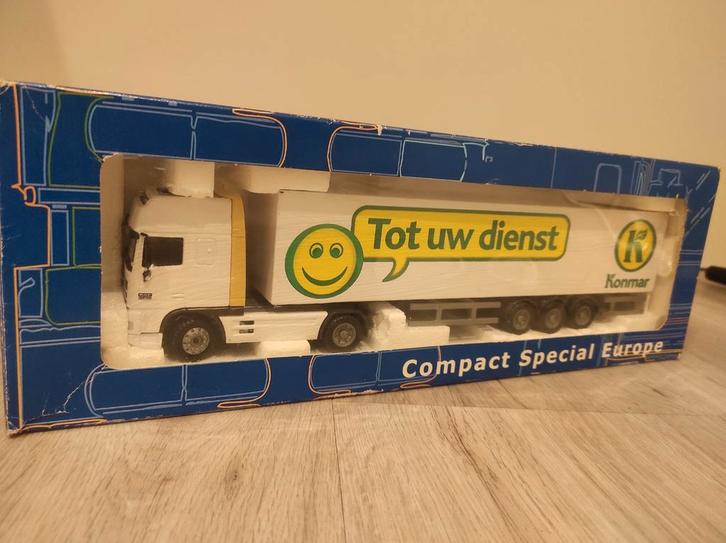 Tot uw dienst
K
Konmar
Compact Special Europe